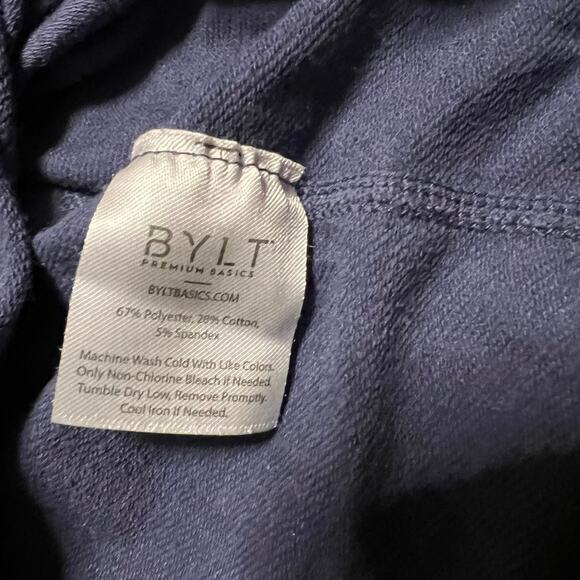 BYLT
PREMIUM BASICS
BYLTBASICS.COM
67% Polyester, 28% Cotton,
5% Spandex
Machine Wash Cold With Like Colors.
Only Non-Chlorine Bleach If Needed.
Tumble Dry Low, Remove Promptly.
Cool Iron If Needed.